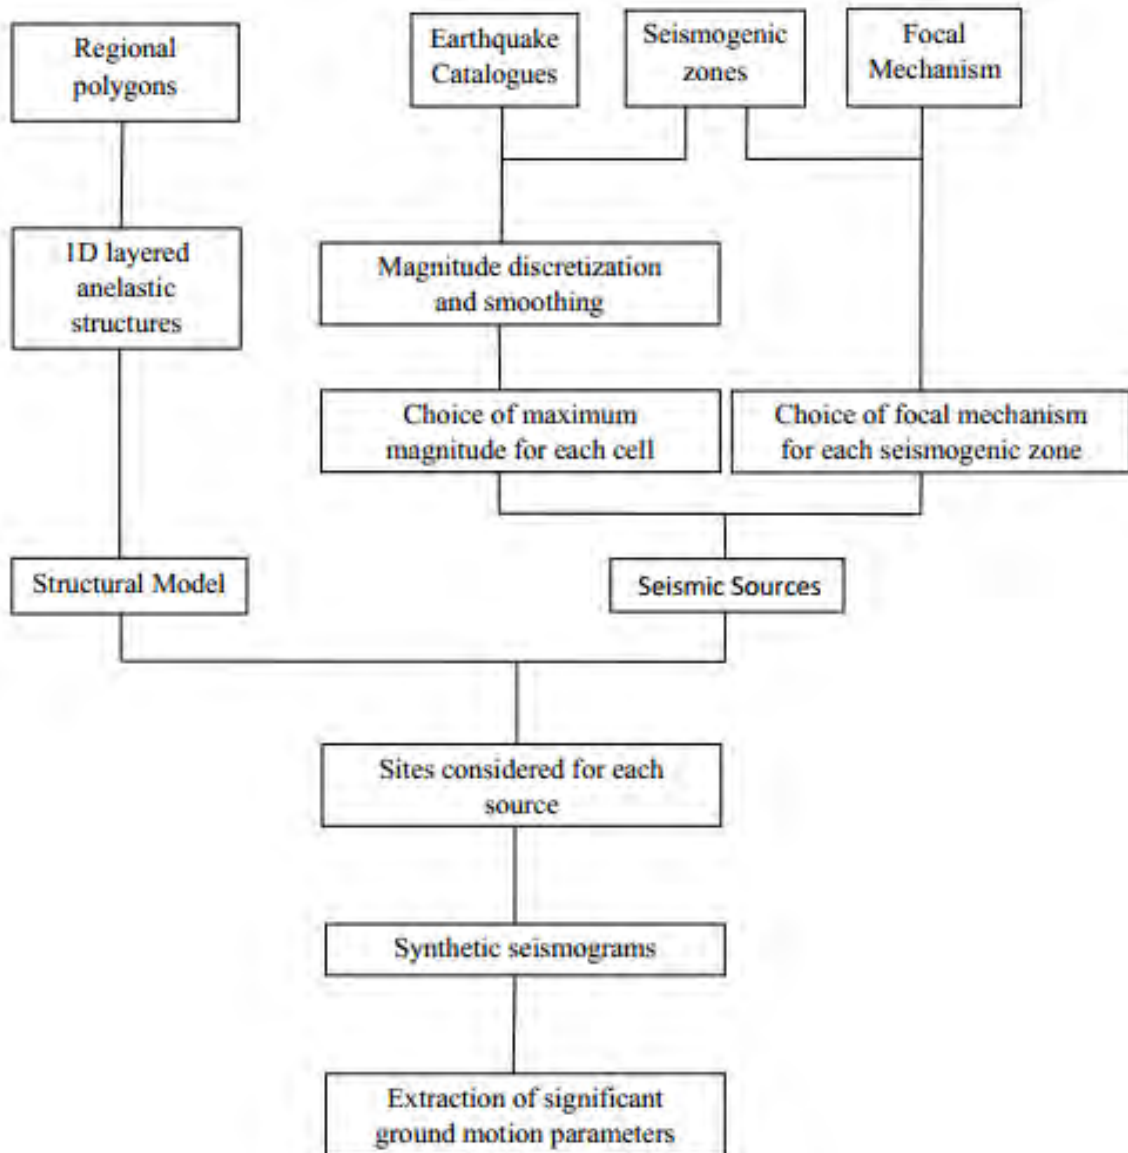 Regional
polygons
Earthquake
Catalogues
Seismogenic
zones
Focal
Mechanism
1D layered
anelastic
structures
Magnitude discretization
and smoothing
Choice of maximum
magnitude for each cell
Choice of focal mechanism
for each seismogenic zone
Structural Model
Seismic Sources
Sites considered for each
source
Synthetic seismograms
Extraction of significant
ground motion parameters